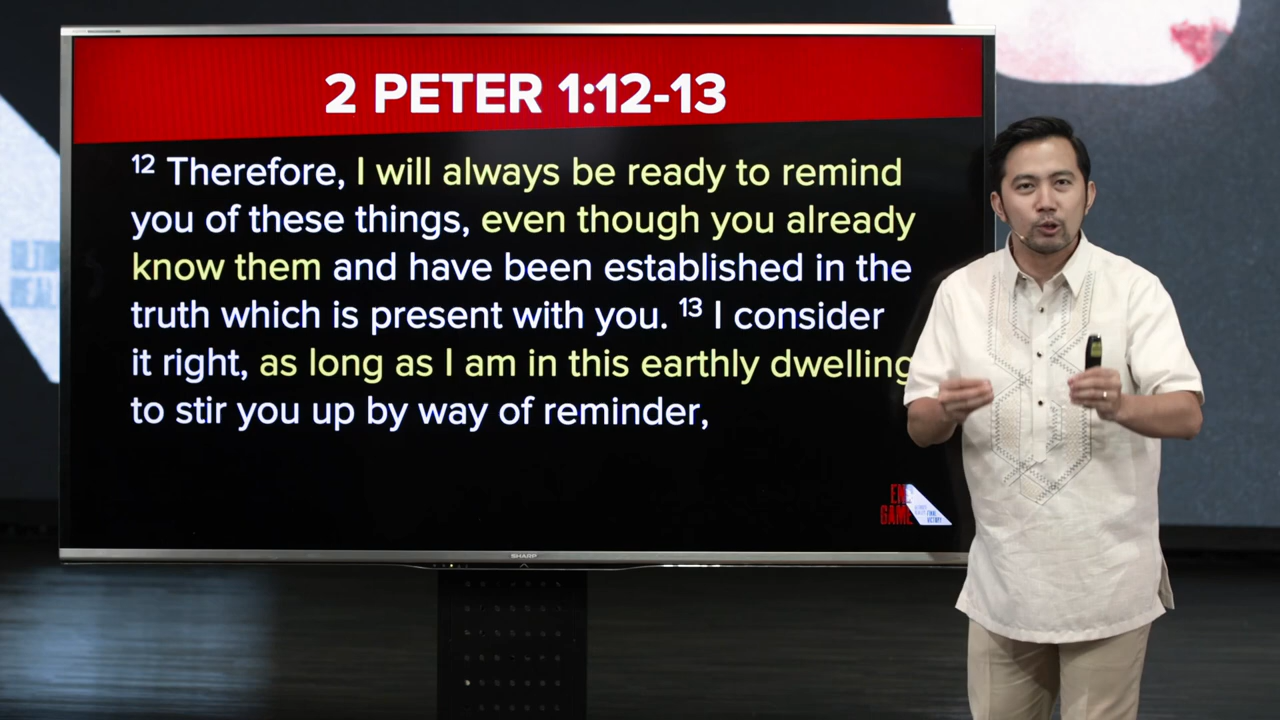 2 PETER 1:12-13
12 Therefore, I will always be ready to remind
you of these things, even though you already
know them and have been established in the
truth which is present with you. 13 I consider
it right, as long as I am in this earthly dwelling
to stir you up by way of reminder,
GAME
FINAL
SHARP